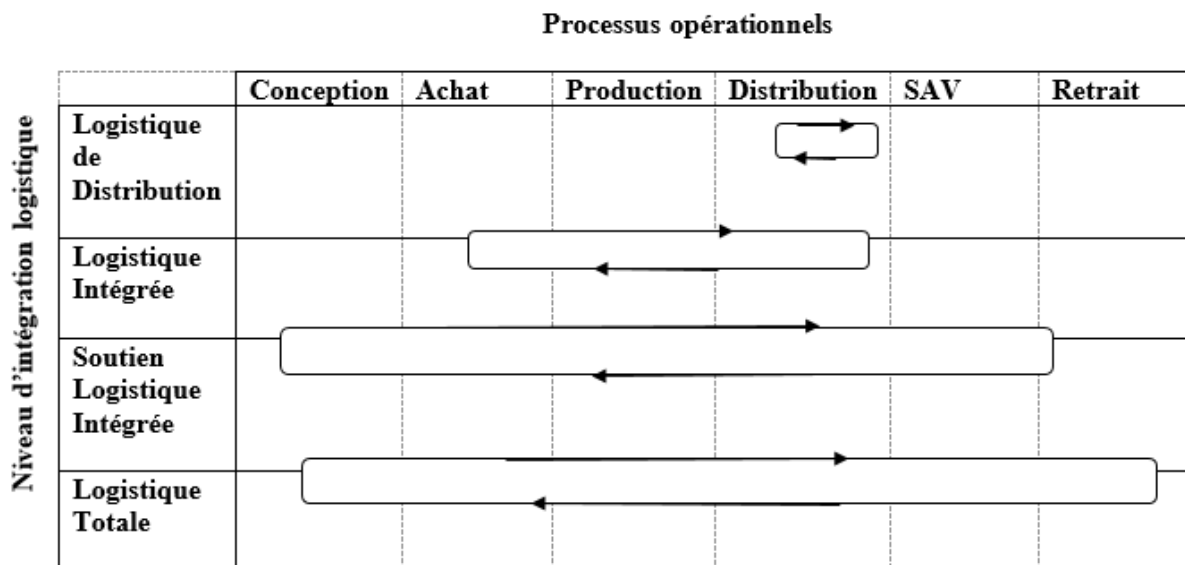 Processus opérationnels
Conception Achat Production Distribution SAV Retrait
Niveau d'intégration logistique
Logistique
de
Distribution
Logistique
Intégrée
Soutien
Logistique
Intégrée
Logistique
Totale